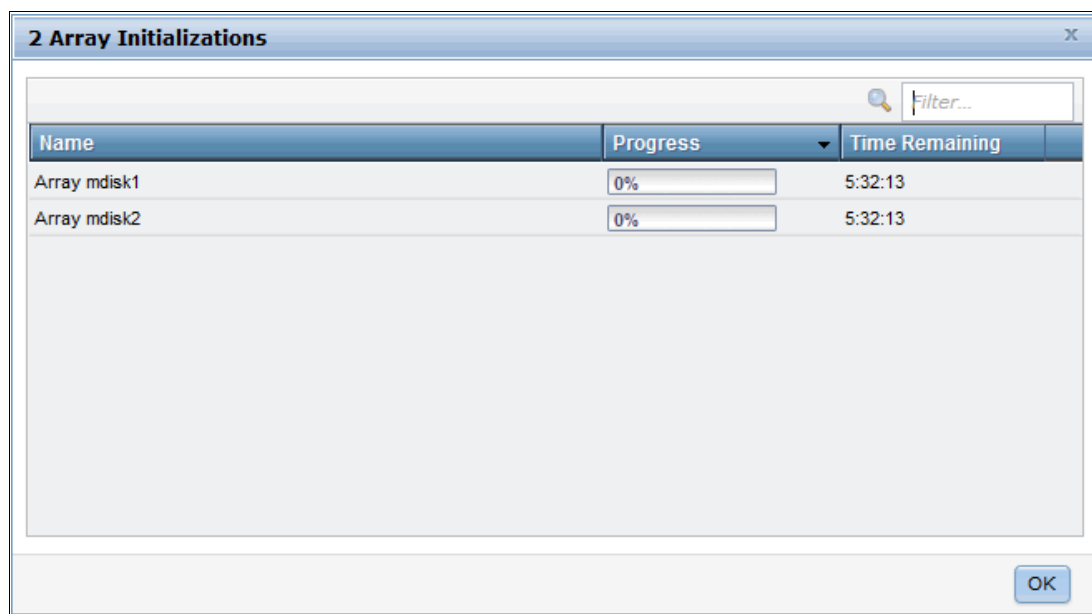 2 Array Initializations x
Filter...
Name Progress Time Remaining
Array mdisk1 0% 5:32:13
Array mdisk2 0% 5:32:13
OK